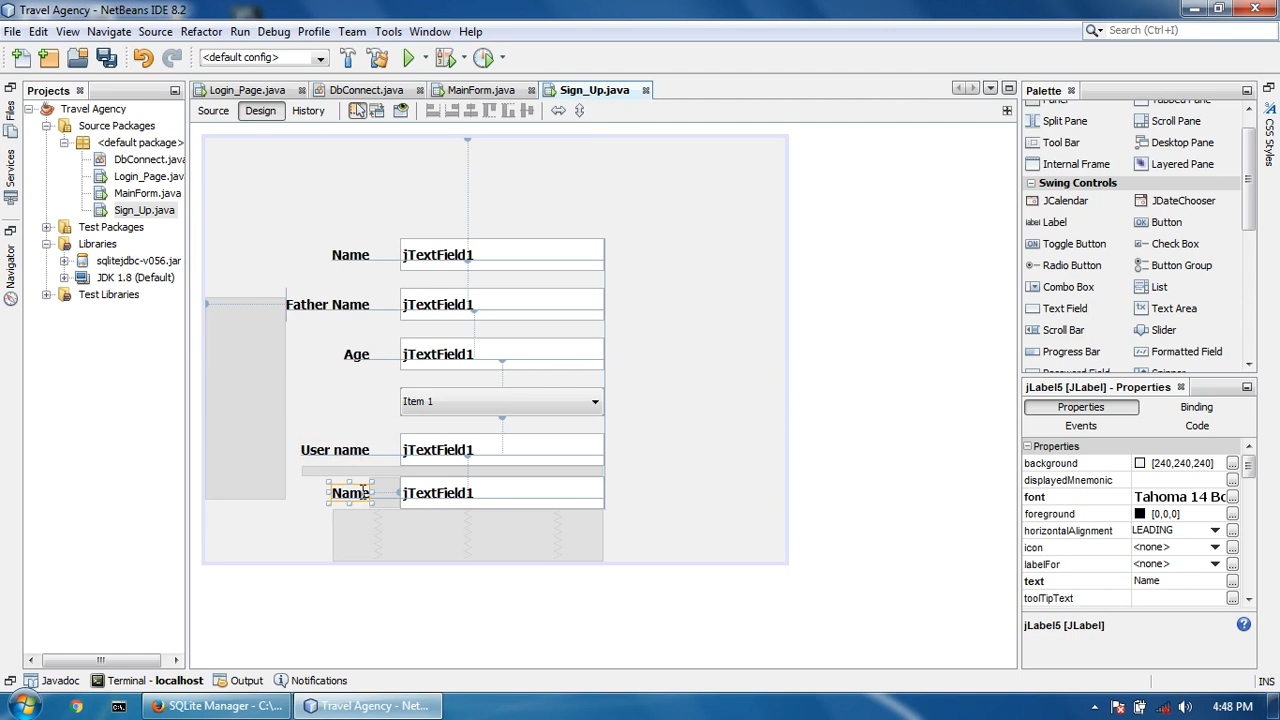 Travel Agency - NetBeans IDE 8.2
File Edit View Navigate Source Refactor Run Debug Profile Team Tools Window Help
Search (Ctrl+I)
<default config>
Projects
Login_Page.java
DbConnect.java
MainForm.java
Sign_Up.java
Palette
Source Design History
Files
Services
Navigator
CSS Styles
Travel Agency
Source Packages
<default package>
DbConnect.java
Login_Page.jav
MainForm.java
Sign_Up.java
Test Packages
Libraries
sqlitejdbc-v056.jar
JDK 1.8 (Default)
Test Libraries
Name jTextField1
Father Name jTextField1
Age jTextField1
Item 1
User name jTextField1
Name jTextField1
Split Pane Scroll Pane
Tool Bar Desktop Pane
Internal Frame Layered Pane
Swing Controls
JCalendar JDateChooser
Label Button
Toggle Button Check Box
Radio Button Button Group
Combo Box List
Text Field Text Area
Scroll Bar Slider
Progress Bar Formatted Field
jLabel5 [JLabel] - Properties
Properties Binding
Events Code
Properties
background [240,240,240]
displayedMnemonic
font Tahoma 14 Bo
foreground [0,0,0]
horizontalAlignment LEADING
icon <none>
labelFor <none>
text Name
toolTipText
jLabel5 [JLabel]
Javadoc Terminal - localhost Output Notifications
INS
SQLite Manager - C:\...
Travel Agency - Net...
4:48 PM